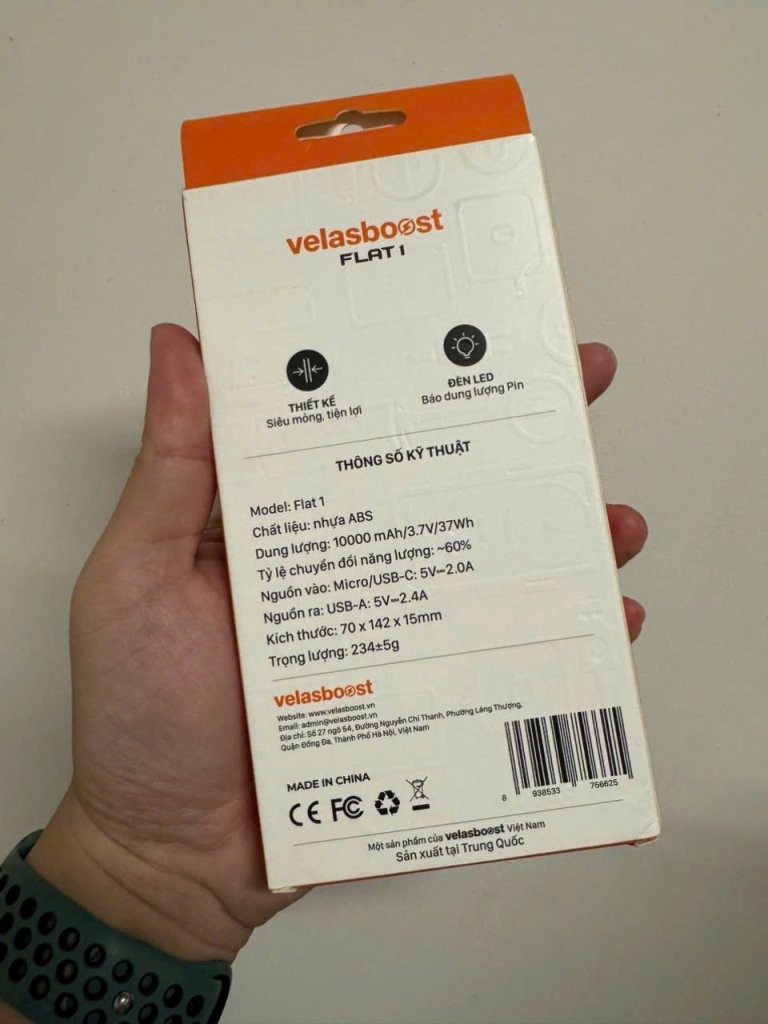 velasboost
FLAT 1
THIẾT KẾ
Siêu mỏng, tiện lợi
ĐÈN LED
Báo dung lượng Pin
THÔNG SỐ KỸ THUẬT
Model: Flat 1
Chất liệu: nhựa ABS
Dung lượng: 10000 mAh/3.7V/37Wh
Tỷ lệ chuyển đổi năng lượng: ~60%
Nguồn vào: Micro/USB-C: 5V⎓2.0A
Nguồn ra: USB-A: 5V⎓2.4A
Kích thước: 70 x 142 x 15mm
Trọng lượng: 234±5g
velasboost
Website: www.velasboost.vn
Email: admin@velasboost.vn
Địa chỉ: Số 27 ngõ 54, Đường Nguyễn Chí Thanh, Phường Láng Thượng,
Quận Đống Đa, Thành Phố Hà Nội, Việt Nam
MADE IN CHINA
CE FC
8 938533 756625
Một sản phẩm của velasboost Việt Nam
Sản xuất tại Trung Quốc